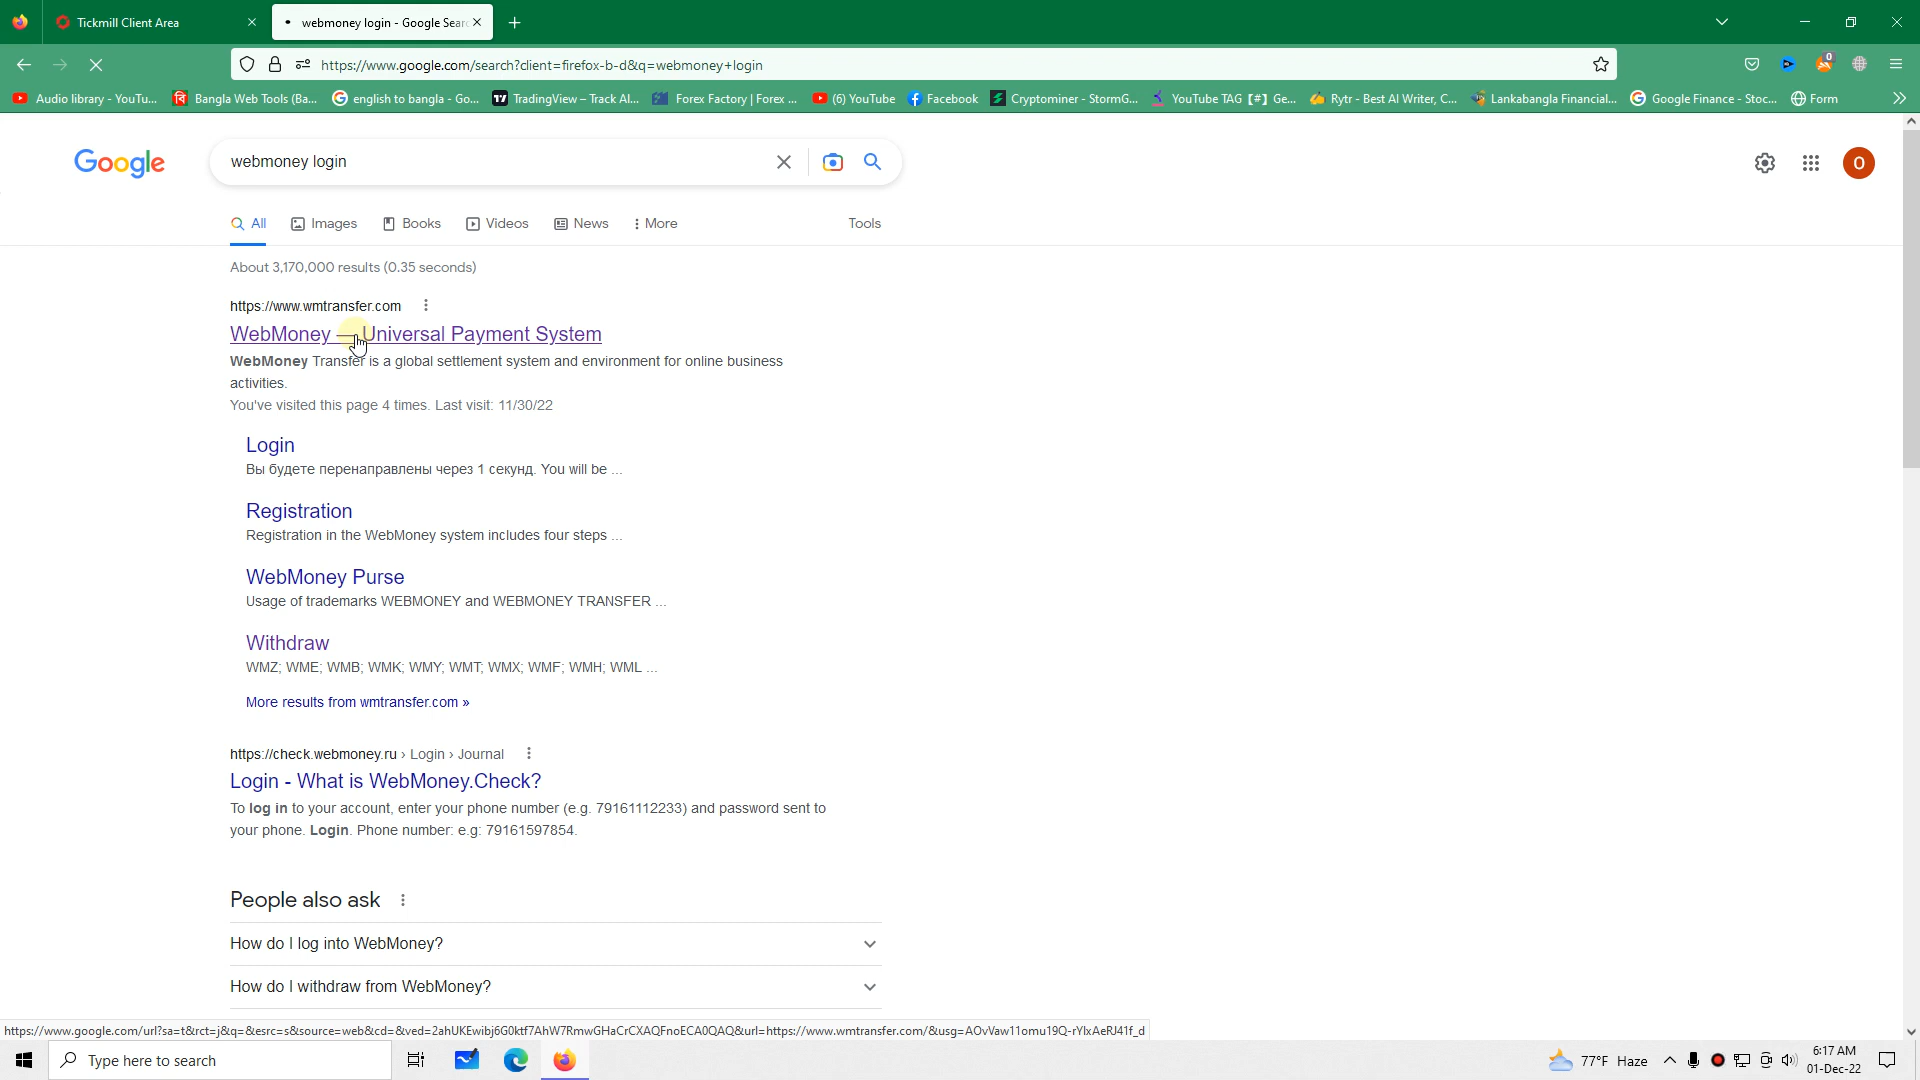 Tickmill Client Area
webmoney login - Google Sear
https://www.google.com/search?client=firefox-b-d&q=webmoney+login
0
Audio library - YouTu...
Bangla Web Tools (Ba...
english to bangla - Go...
TradingView – Track Al...
Forex Factory | Forex ...
(6) YouTube
Facebook
Cryptominer - StormG...
YouTube TAG [#] Ge...
Rytr - Best AI Writer, C...
Lankabangla Financial...
Google Finance - Stoc...
Form
Google
webmoney login
O
All
Images
Books
Videos
News
More
Tools
About 3,170,000 results (0.35 seconds)
https://www.wmtransfer.com
WebMoney — Universal Payment System
WebMoney Transfer is a global settlement system and environment for online business
activities.
You've visited this page 4 times. Last visit: 11/30/22
Login
Вы будете перенаправлены через 1 секунд. You will be ...
Registration
Registration in the WebMoney system includes four steps ...
WebMoney Purse
Usage of trademarks WEBMONEY and WEBMONEY TRANSFER ...
Withdraw
WMZ; WME; WMB; WMK; WMY; WMT; WMX; WMF; WMH; WML ...
More results from wmtransfer.com »
https://check.webmoney.ru › Login › Journal
Login - What is WebMoney.Check?
To log in to your account, enter your phone number (e.g. 79161112233) and password sent to
your phone. Login. Phone number: e.g: 79161597854.
People also ask
How do I log into WebMoney?
How do I withdraw from WebMoney?
https://www.google.com/url?sa=t&rct=j&q=&esrc=s&source=web&cd=&ved=2ahUKEwibj6G0ktf7AhW7RmwGHaCrCXAQFnoECA0QAQ&url=https://www.wmtransfer.com/&usg=AOvVaw11omu19Q-rYlxAeRJ41f_d
Type here to search
77°F Haze
6:17 AM
01-Dec-22